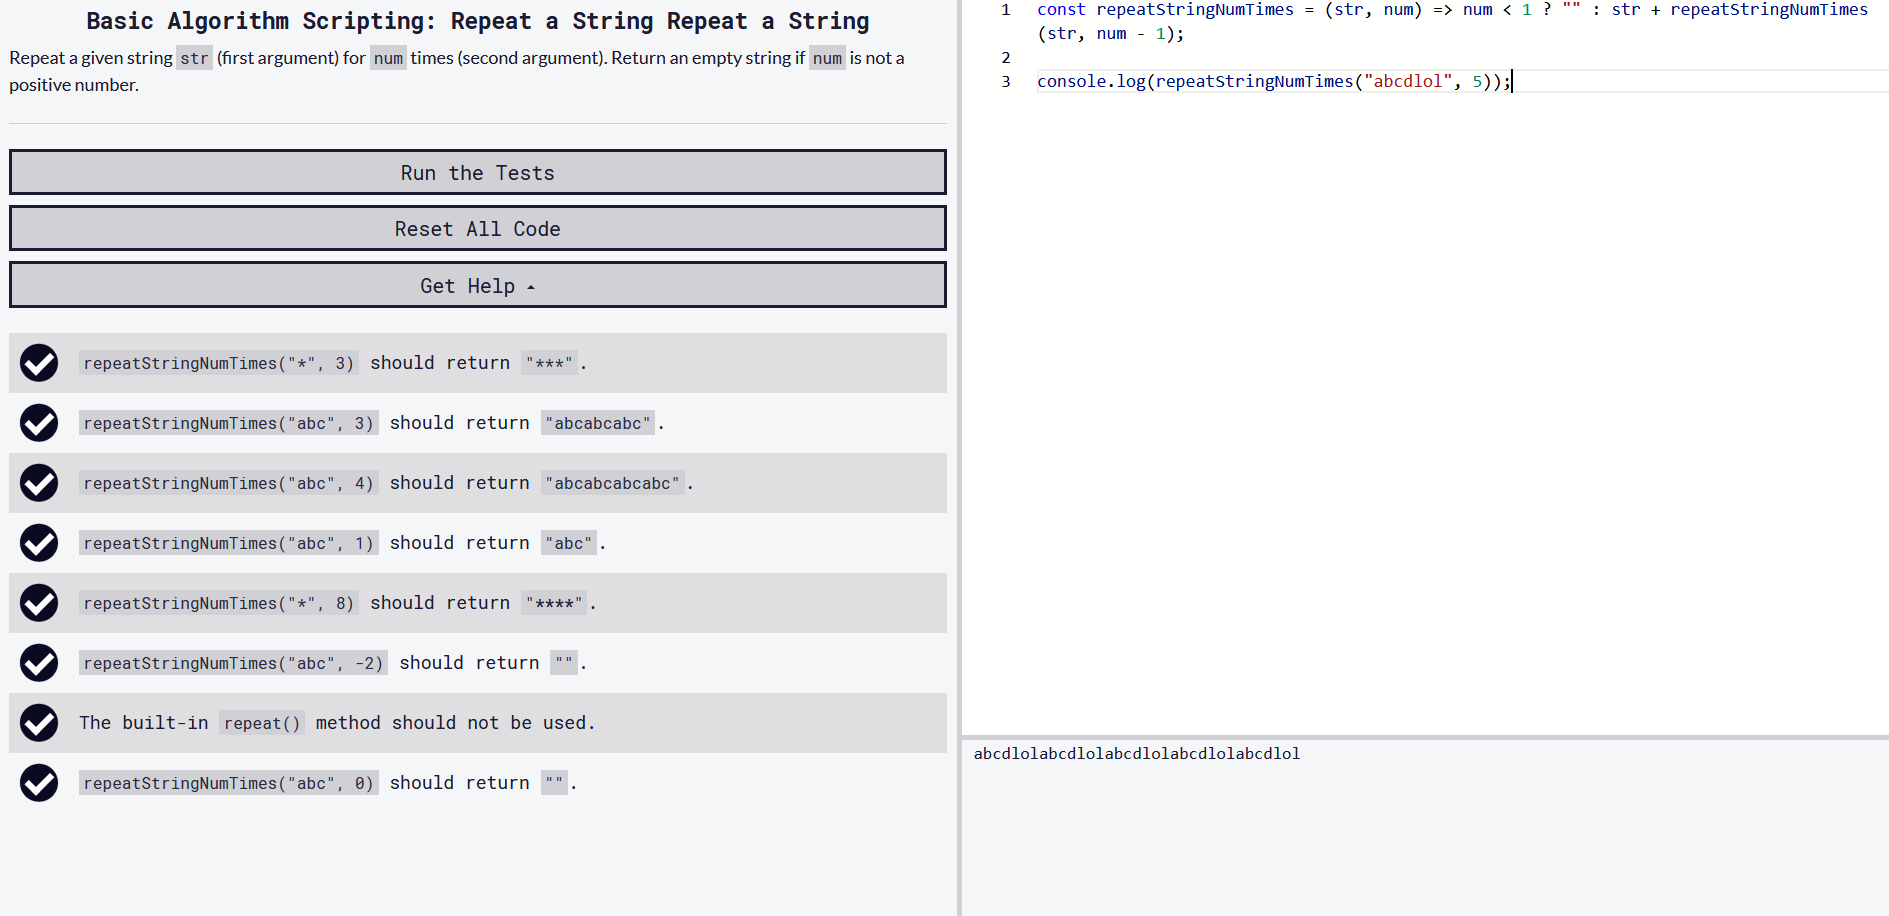 Basic Algorithm Scripting: Repeat a String Repeat a String
Repeat a given string str (first argument) for num times (second argument). Return an empty string if num is not a
positive number.
Run the Tests
Reset All Code
Get Help
repeatStringNumTimes("*", 3) should return "***".
repeatStringNumTimes("abc", 3) should return "abcabcabc".
repeatStringNumTimes("abc", 4) should return "abcabcabcabc".
repeatStringNumTimes("abc", 1) should return "abc".
repeatStringNumTimes("*", 8) should return "****".
repeatStringNumTimes("abc", -2) should return "".
The built-in repeat() method should not be used.
repeatStringNumTimes("abc", 0) should return "".
1 const repeatStringNumTimes = (str, num) => num < 1 ? "" : str + repeatStringNumTimes
(str, num - 1);
2
3 console.log(repeatStringNumTimes("abcdlol", 5));
abcdlolabcdlolabcdlolabcdlolabcdlol